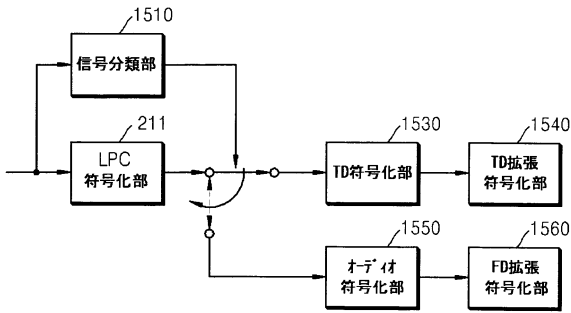 1510
信号分類部
211
LPC
符号化部
1530
TD符号化部
1540
TD拡張
符号化部
1550
オーディオ
符号化部
1560
FD拡張
符号化部